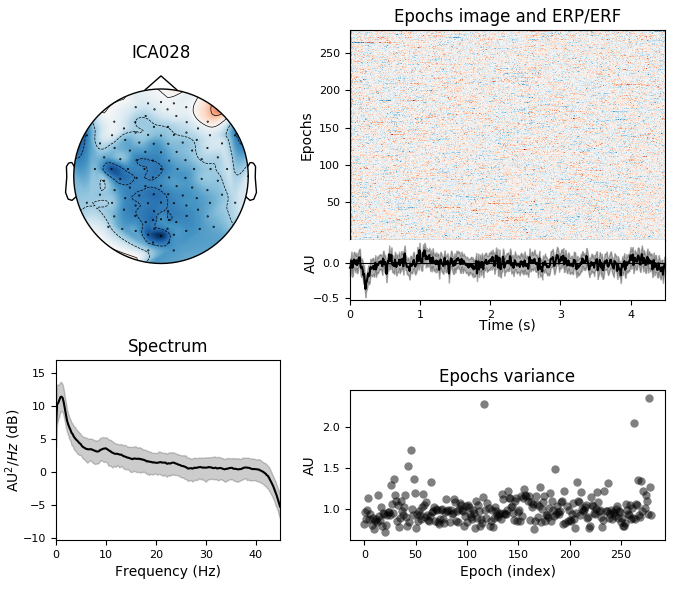 ICA028
Epochs image and ERP/ERF
Epochs
250
200
150
100
50
AU
0.0
−0.5
0
1
2
3
4
Time (s)
Spectrum
AU²/Hz (dB)
15
10
5
0
−5
−10
0
10
20
30
40
Frequency (Hz)
Epochs variance
AU
2.0
1.5
1.0
0
50
100
150
200
250
Epoch (index)